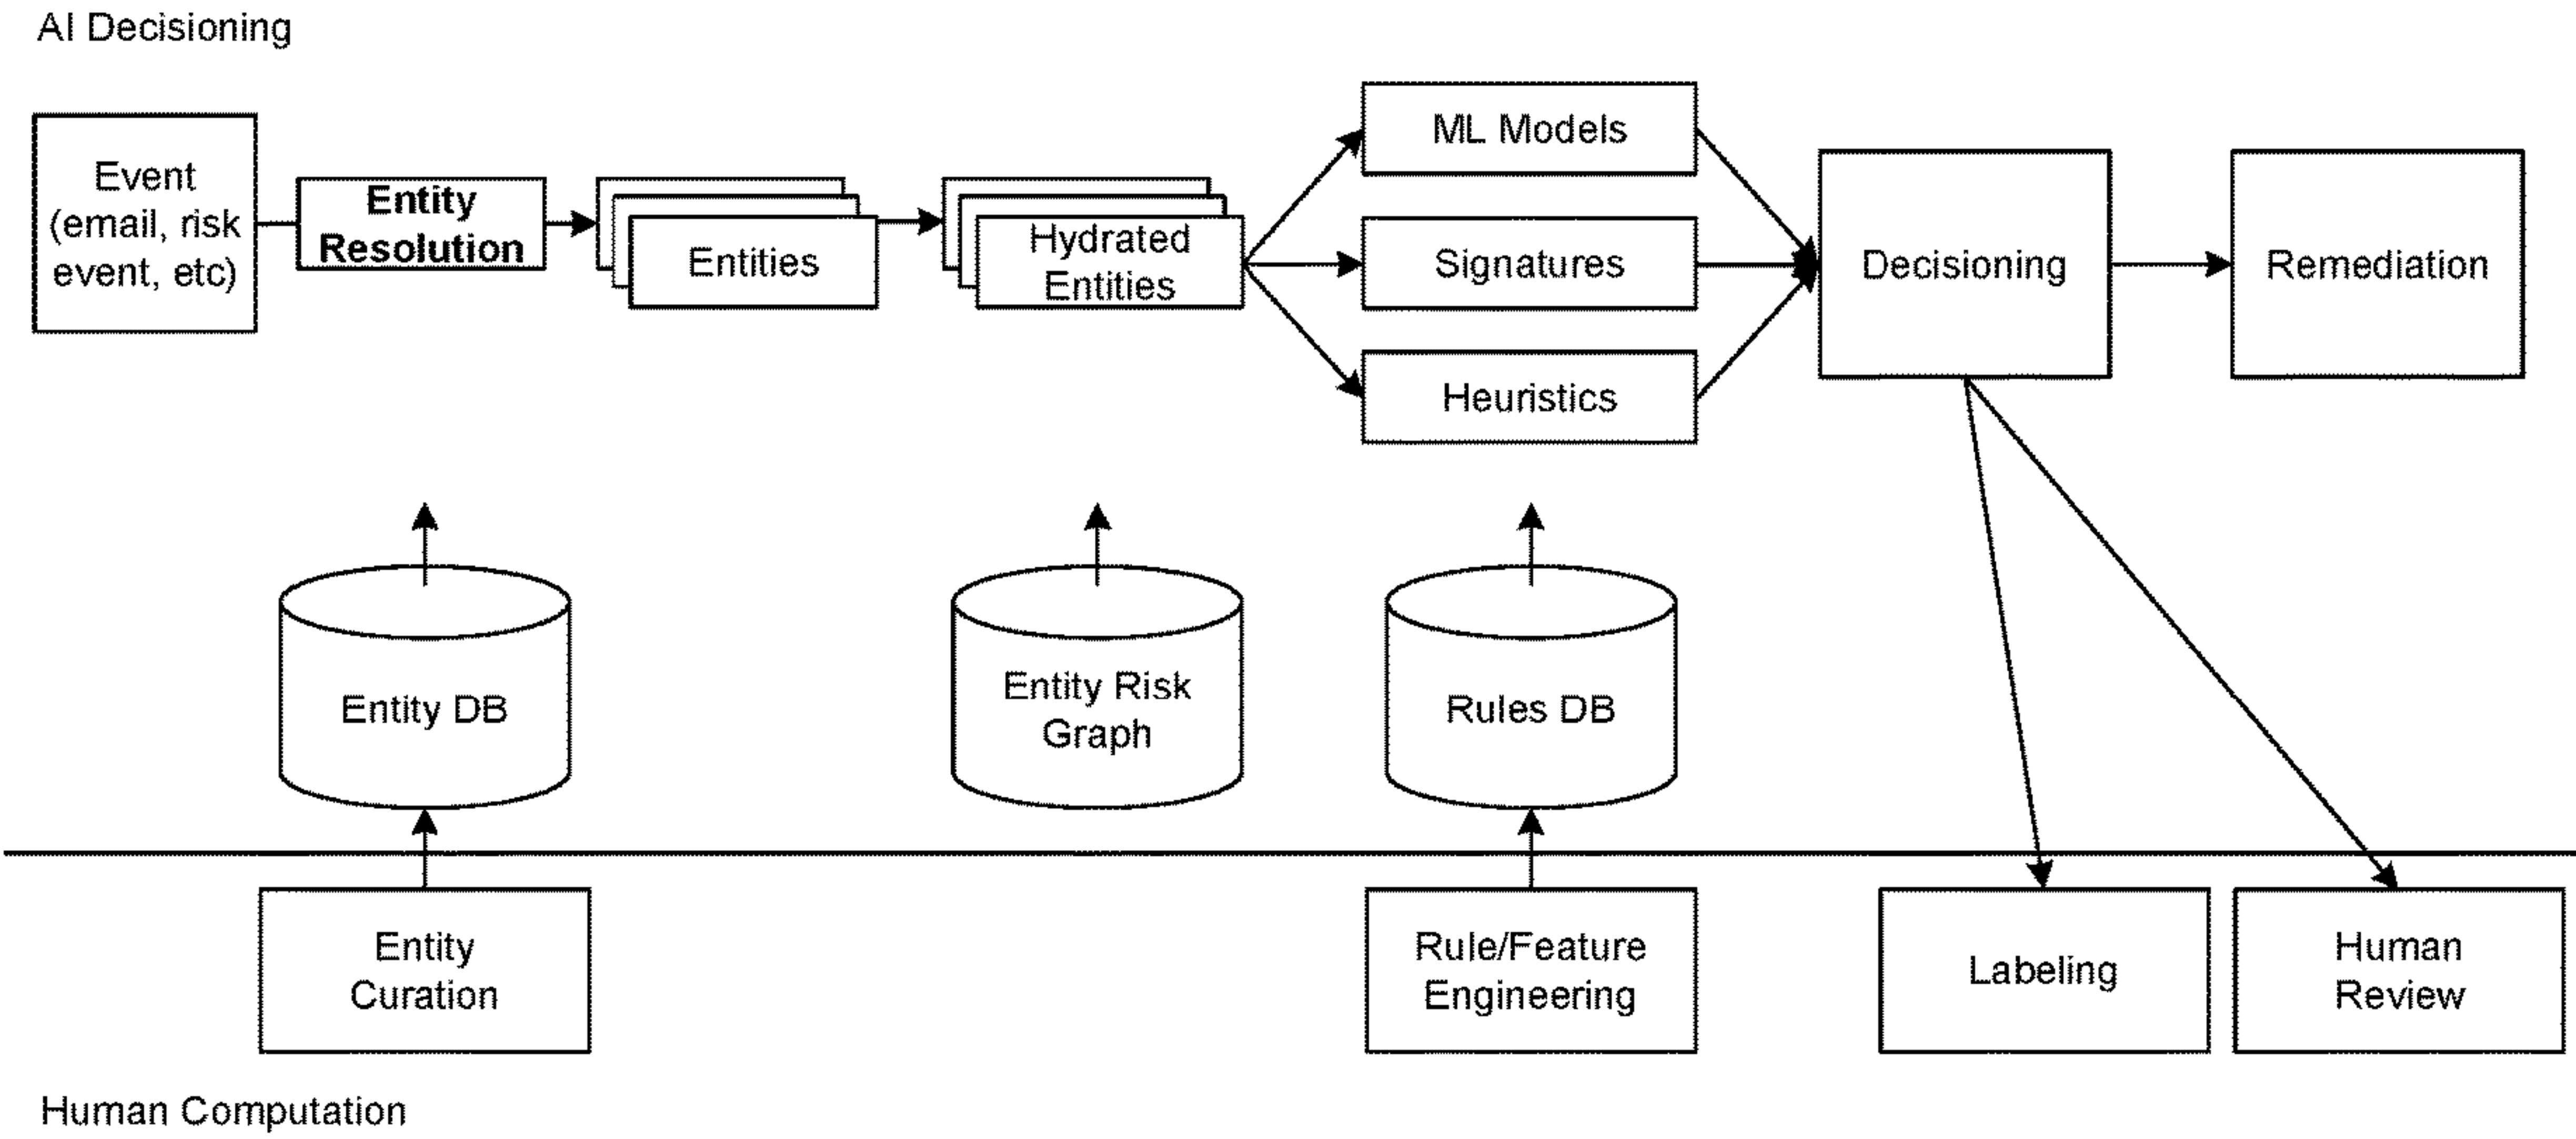 AI Decisioning
Event
(email, risk
event, etc)
Entity
Resolution
Entities
Hydrated
Entities
ML Models
Signatures
Heuristics
Decisioning
Remediation
Entity DB
Entity Risk
Graph
Rules DB
Entity
Curation
Rule/Feature
Engineering
Labeling
Human
Review
Human Computation